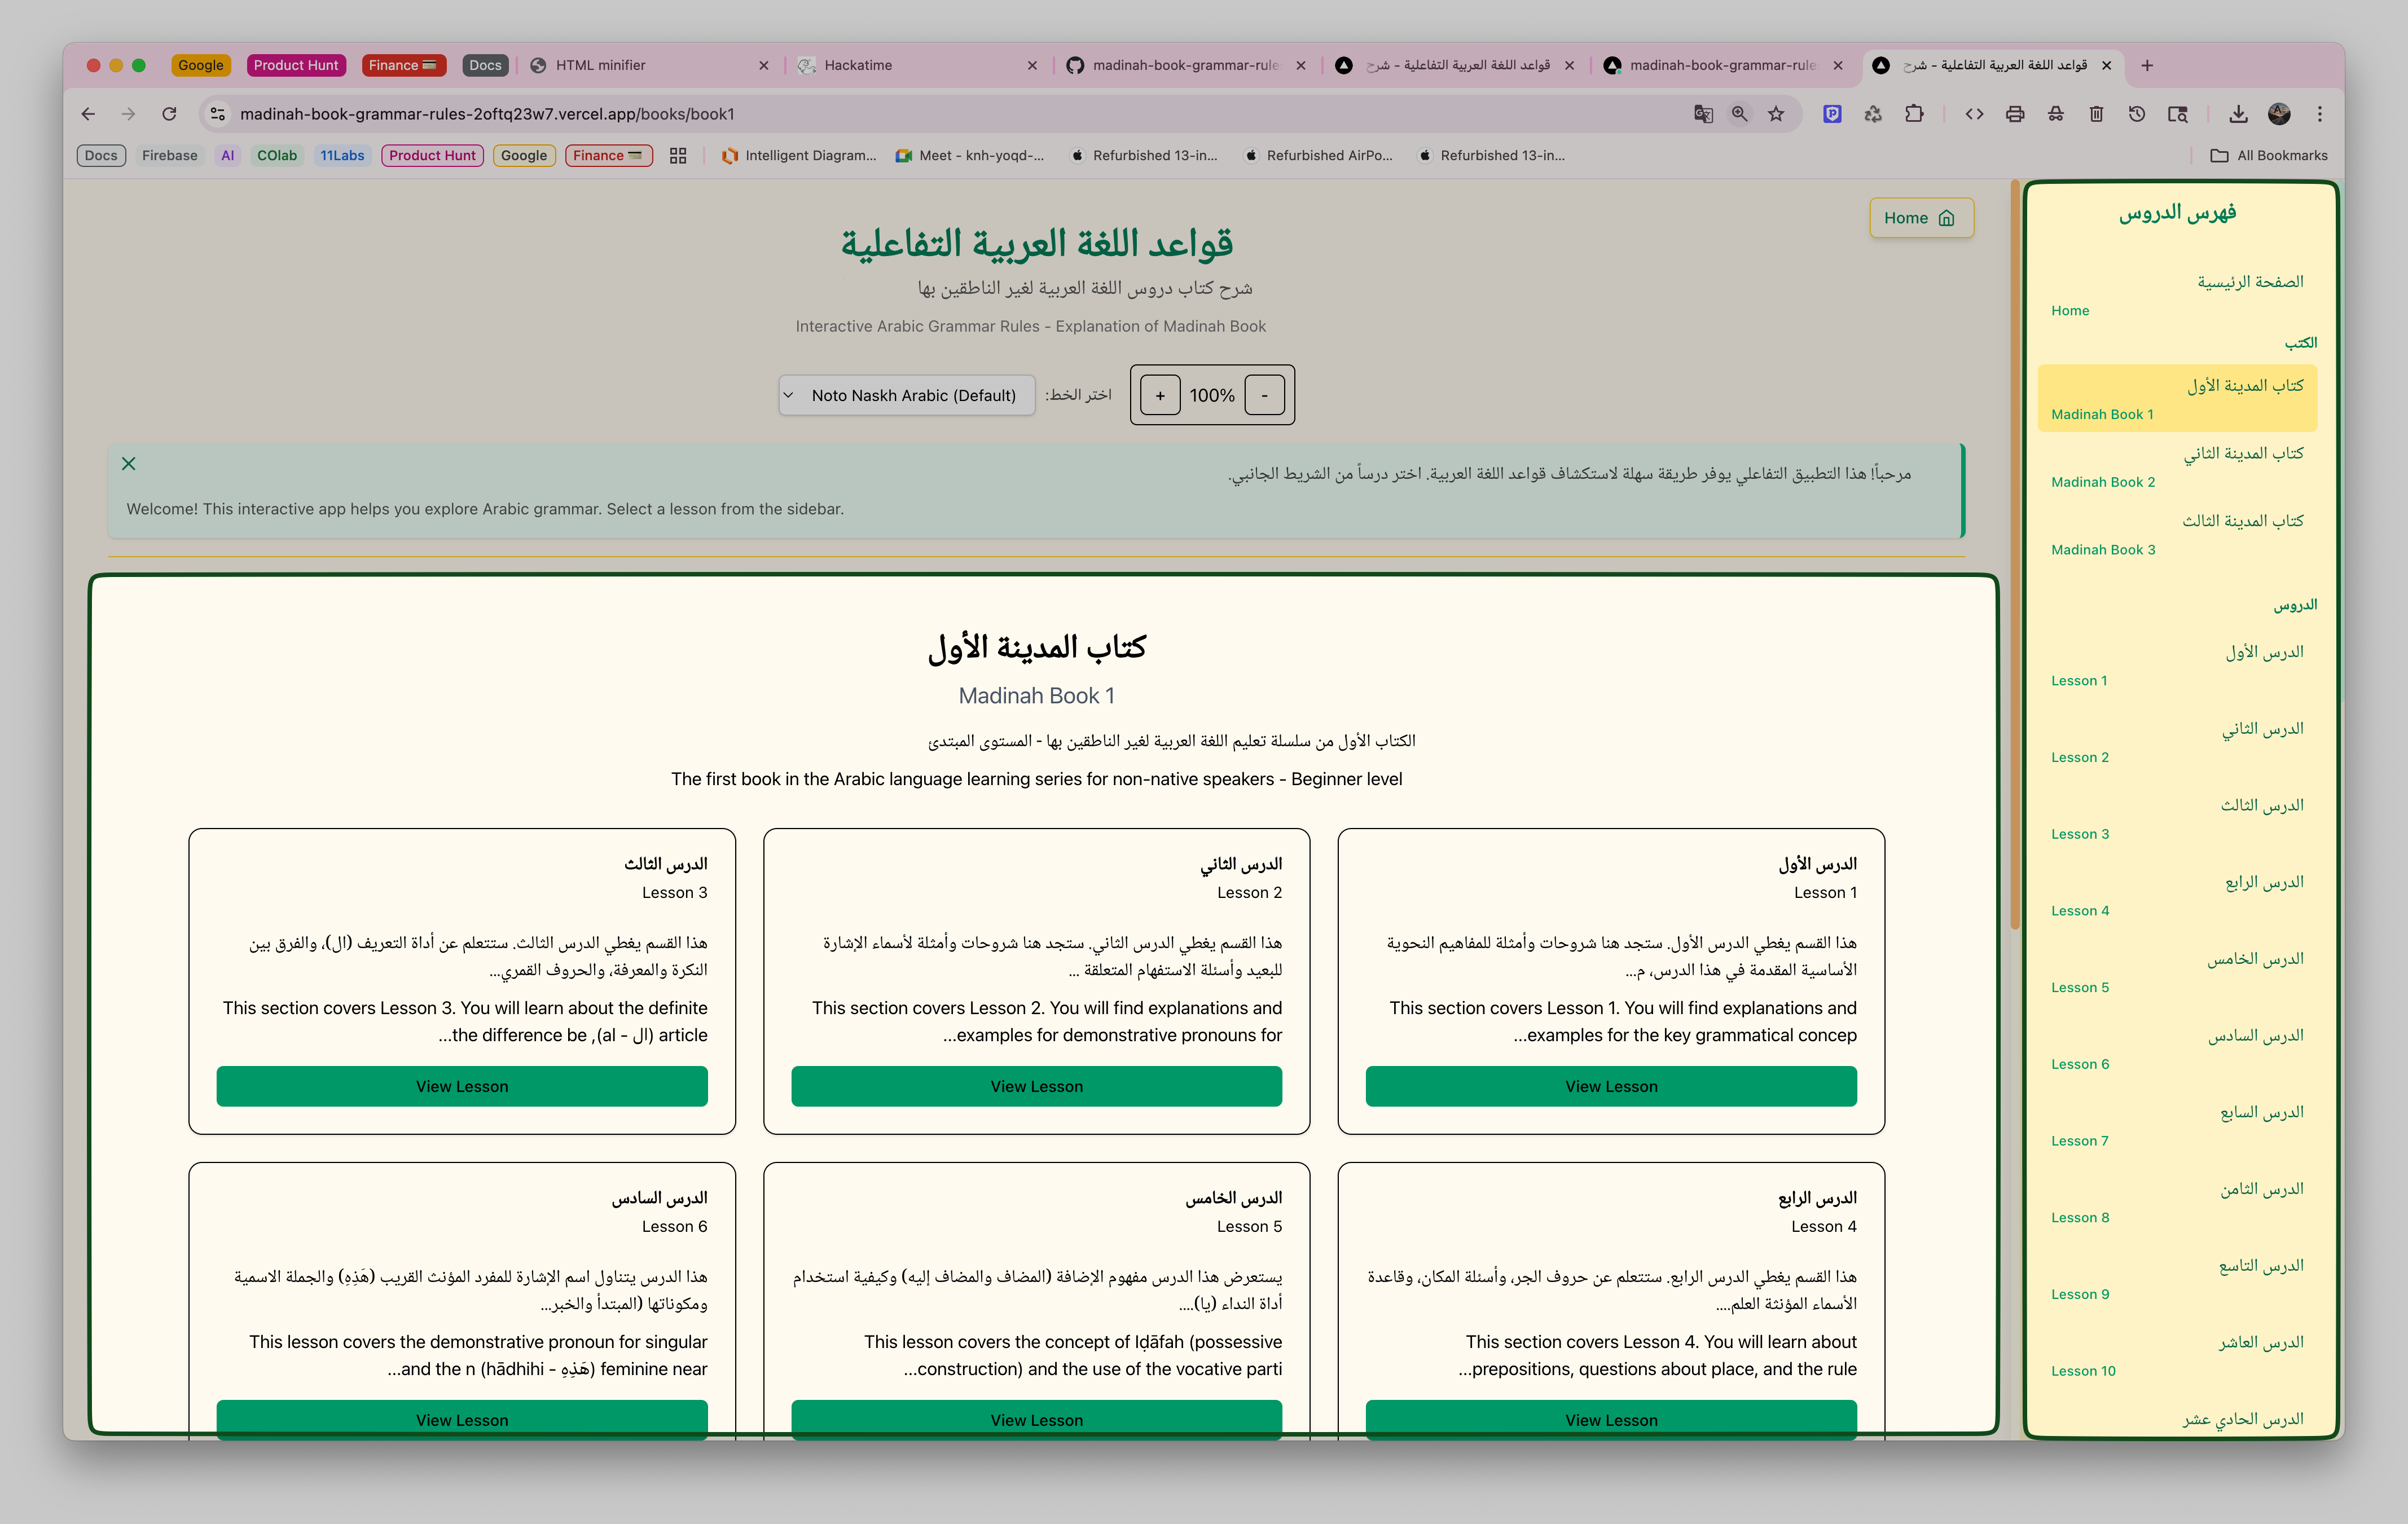 Google
Product Hunt
Finance 💳
Docs
HTML minifier
Hackatime
madinah-book-grammar-rule
قواعد اللغة العربية التفاعلية - شرح
madinah-book-grammar-rule
قواعد اللغة العربية التفاعلية - شرح
madinah-book-grammar-rules-2oftq23w7.vercel.app/books/book1
Docs
Firebase
AI
COlab
11Labs
Product Hunt
Google
Finance 💳
Intelligent Diagram...
Meet - knh-yoqd-...
Refurbished 13-in...
Refurbished AirPo...
Refurbished 13-in...
All Bookmarks
Home
قواعد اللغة العربية التفاعلية
شرح كتاب دروس اللغة العربية لغير الناطقين بها
Interactive Arabic Grammar Rules - Explanation of Madinah Book
- 100% +
اختر الخط:
Noto Naskh Arabic (Default)
مرحباً! هذا التطبيق التفاعلي يوفر طريقة سهلة لاستكشاف قواعد اللغة العربية. اختر درساً من الشريط الجانبي.
Welcome! This interactive app helps you explore Arabic grammar. Select a lesson from the sidebar.
كتاب المدينة الأول
Madinah Book 1
الكتاب الأول من سلسلة تعليم اللغة العربية لغير الناطقين بها - المستوى المبتدئ
The first book in the Arabic language learning series for non-native speakers - Beginner level
الدرس الأول
Lesson 1
هذا القسم يغطي الدرس الأول. ستجد هنا شروحات وأمثلة للمفاهيم النحوية
الأساسية المقدمة في هذا الدرس، م...
This section covers Lesson 1. You will find explanations and
...examples for the key grammatical concep
View Lesson
الدرس الثاني
Lesson 2
هذا القسم يغطي الدرس الثاني. ستجد هنا شروحات وأمثلة لأسماء الإشارة
للبعيد وأسئلة الاستفهام المتعلقة ...
This section covers Lesson 2. You will find explanations and
...examples for demonstrative pronouns for
View Lesson
الدرس الثالث
Lesson 3
هذا القسم يغطي الدرس الثالث. ستتعلم عن أداة التعريف (ال)، والفرق بين
النكرة والمعرفة، والحروف القمري...
This section covers Lesson 3. You will learn about the definite
...the difference be ,(al - ال) article
View Lesson
الدرس الرابع
Lesson 4
هذا القسم يغطي الدرس الرابع. ستتعلم عن حروف الجر، وأسئلة المكان، وقاعدة
الأسماء المؤنثة العلم....
This section covers Lesson 4. You will learn about
...prepositions, questions about place, and the rule
View Lesson
الدرس الخامس
Lesson 5
يستعرض هذا الدرس مفهوم الإضافة (المضاف والمضاف إليه) وكيفية استخدام
أداة النداء (يا)....
This lesson covers the concept of Iḍāfah (possessive
...construction) and the use of the vocative parti
View Lesson
الدرس السادس
Lesson 6
هذا الدرس يتناول اسم الإشارة للمفرد المؤنث القريب (هَذِهِ) والجملة الاسمية
ومكوناتها (المبتدأ والخبر...
This lesson covers the demonstrative pronoun for singular
...and the n (hādhihi - هَذِهِ) feminine near
View Lesson
فهرس الدروس
الصفحة الرئيسية
Home
الكتب
كتاب المدينة الأول
Madinah Book 1
كتاب المدينة الثاني
Madinah Book 2
كتاب المدينة الثالث
Madinah Book 3
الدروس
الدرس الأول
Lesson 1
الدرس الثاني
Lesson 2
الدرس الثالث
Lesson 3
الدرس الرابع
Lesson 4
الدرس الخامس
Lesson 5
الدرس السادس
Lesson 6
الدرس السابع
Lesson 7
الدرس الثامن
Lesson 8
الدرس التاسع
Lesson 9
الدرس العاشر
Lesson 10
الدرس الحادي عشر